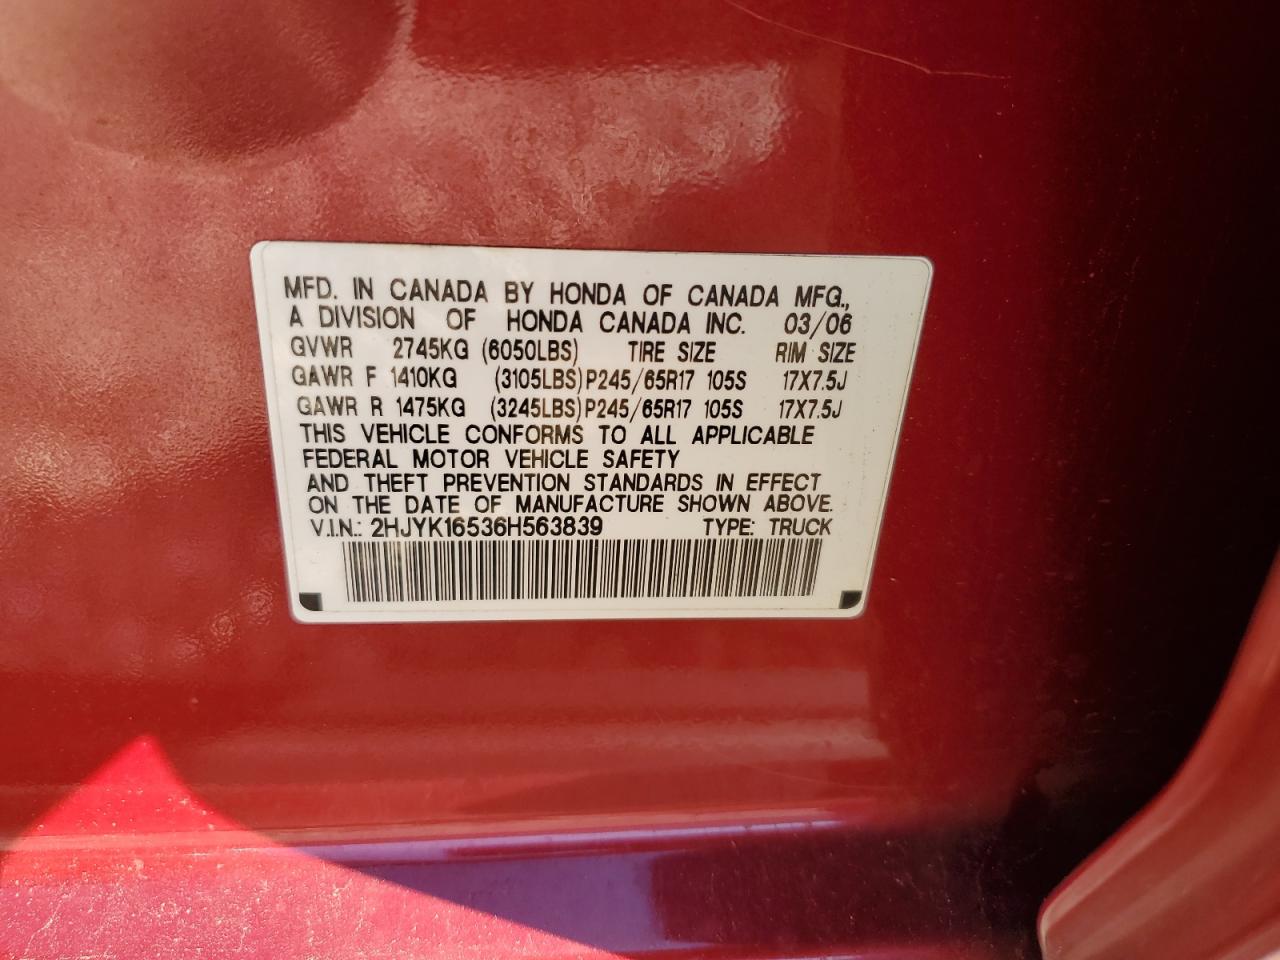 MFD. IN CANADA BY HONDA OF CANADA MFG.,
A DIVISION OF HONDA CANADA INC. 03/06
GVWR 2745KG (6050LBS) TIRE SIZE RIM SIZE
GAWR F 1410KG (3105LBS) P245/65R17 105S 17X7.5J
GAWR R 1475KG (3245LBS) P245/65R17 105S 17X7.5J
THIS VEHICLE CONFORMS TO ALL APPLICABLE
FEDERAL MOTOR VEHICLE SAFETY
AND THEFT PREVENTION STANDARDS IN EFFECT
ON THE DATE OF MANUFACTURE SHOWN ABOVE.
V.I.N.: 2HJYK16536H563839 TYPE: TRUCK